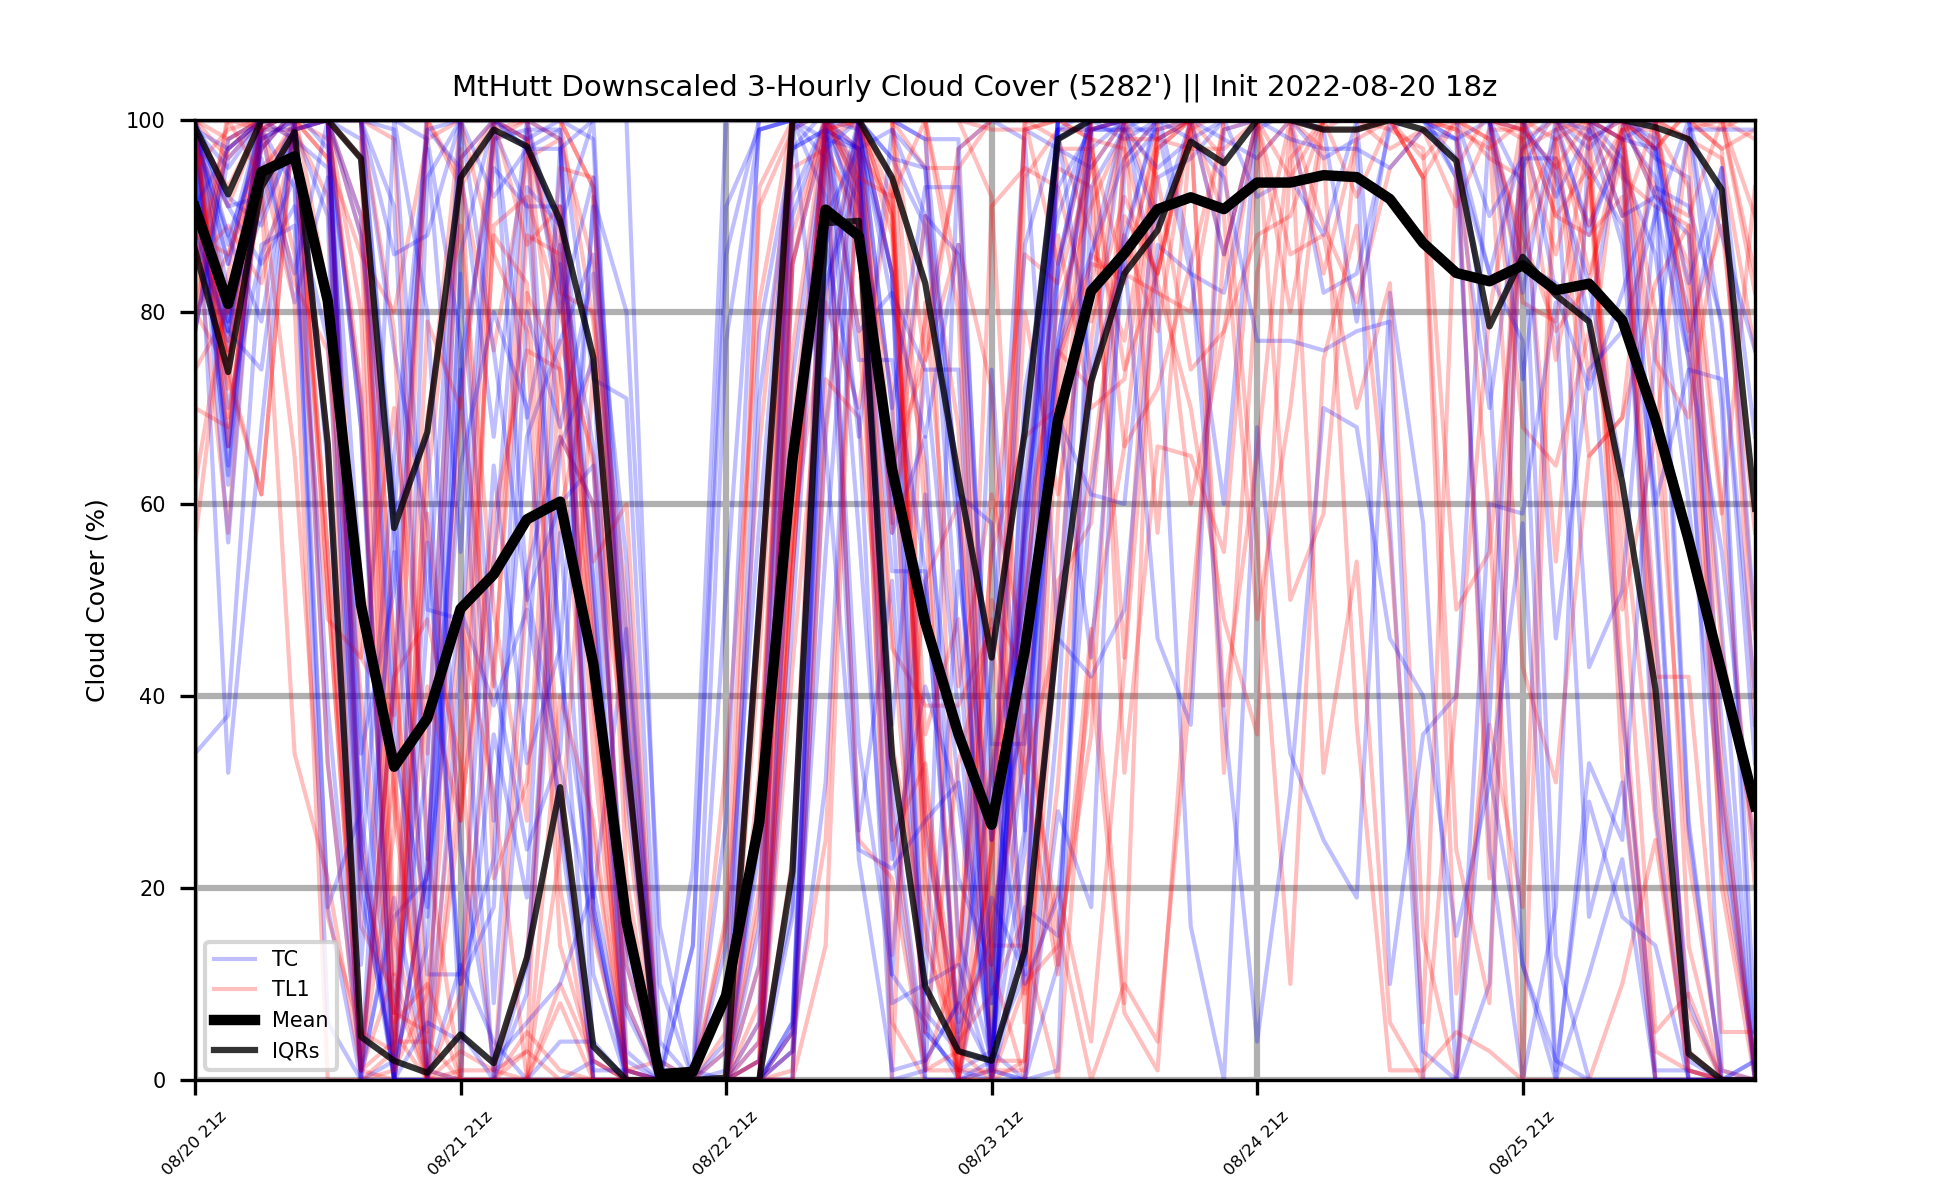 MtHutt Downscaled 3-Hourly Cloud Cover (5282') || Init 2022-08-20 18z
Cloud Cover (%)
100
80
60
40
20
0
TC
TL1
Mean
IQRs
08/20 21z
08/21 21z
08/22 21z
08/23 21z
08/24 21z
08/25 21z